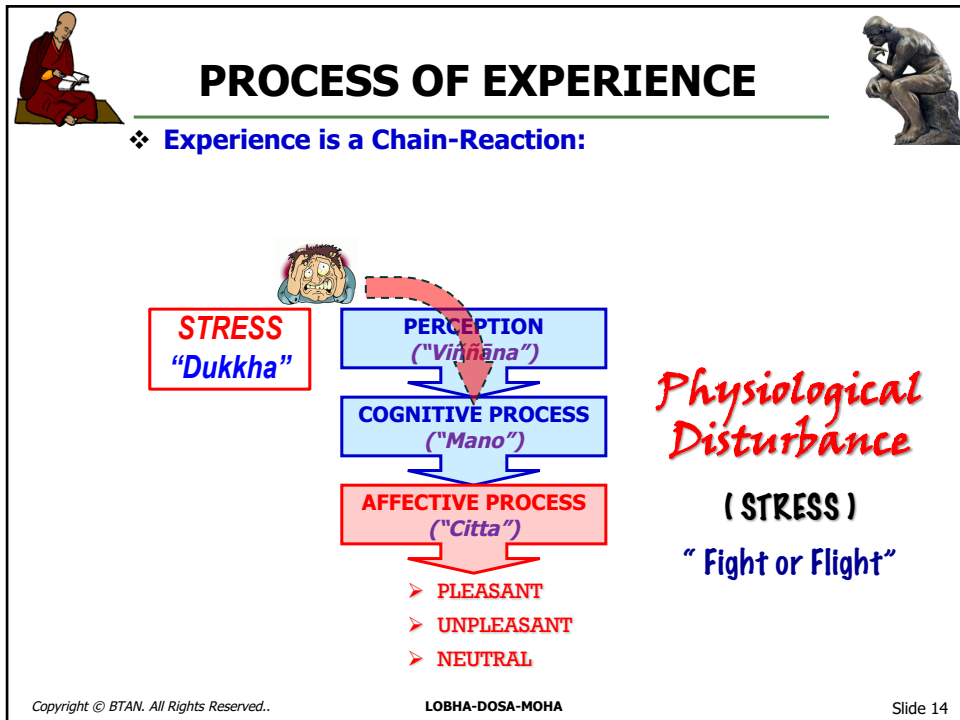 PROCESS OF EXPERIENCE
❖ Experience is a Chain-Reaction:
STRESS
“Dukkha”
PERCEPTION
(“Viññāna”)
COGNITIVE PROCESS
(“Mano”)
AFFECTIVE PROCESS
(“Citta”)
➢ PLEASANT
➢ UNPLEASANT
➢ NEUTRAL
Physiological
Disturbance
( STRESS )
“ Fight or Flight”
Copyright © BTAN. All Rights Reserved..
LOBHA-DOSA-MOHA
Slide 14